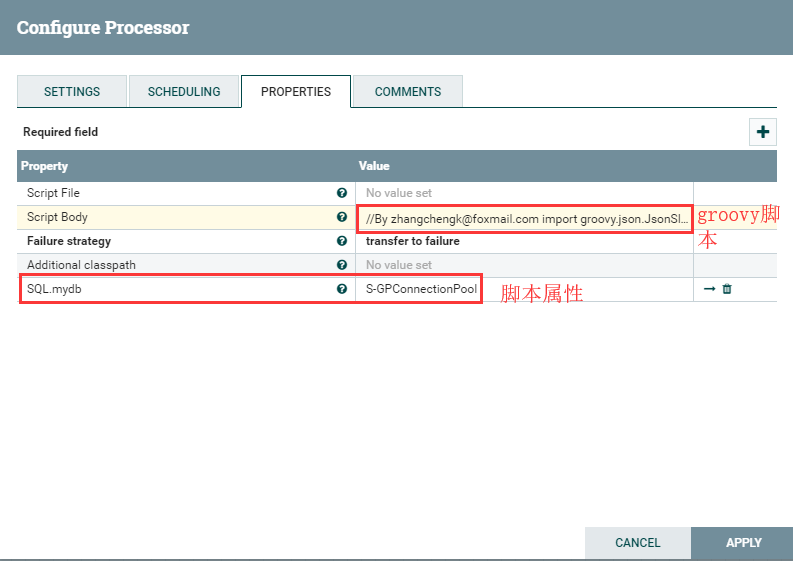 Configure Processor
SETTINGS SCHEDULING PROPERTIES COMMENTS
Required field
Property Value
Script File No value set
Script Body //By zhangchengk@foxmail.com import groovy.json.JsonSl...
groovy脚
本
Failure strategy transfer to failure
Additional classpath No value set
SQL.mydb S-GPConnectionPool
脚本属性
CANCEL APPLY